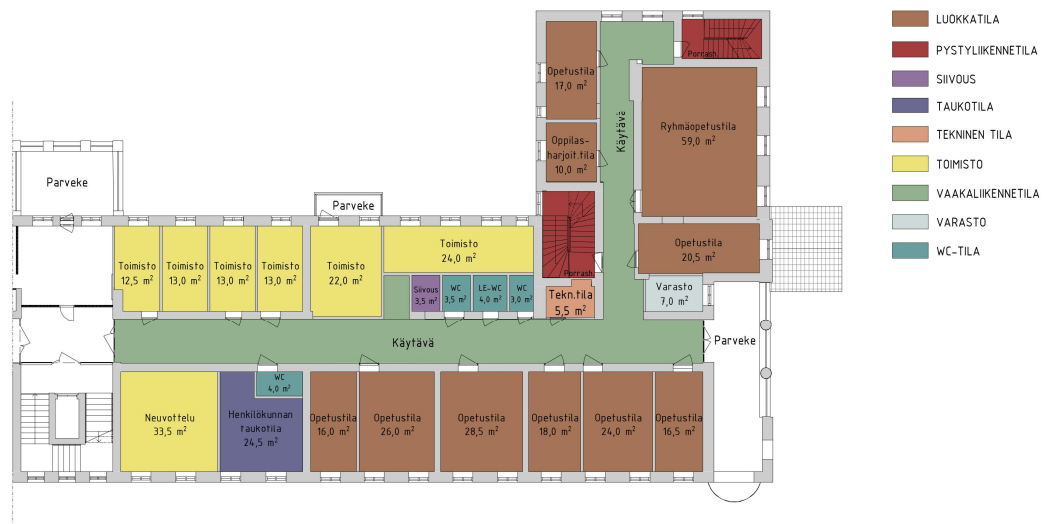 LUOKKATILA
PYSTYLIIKENNETILA
SIIVOUS
TAUKOTILA
TEKNINEN TILA
TOIMISTO
VAAKALIIKENNETILA
VARASTO
WC-TILA
Porrash.
Opetustila
17,0 m²
Ryhmäopetustila
59,0 m²
Käytävä
Oppilas-
harjoit.tila
10,0 m²
Parveke
Parveke
Opetustila
20,5 m²
Toimisto
12,5 m²
Toimisto
13,0 m²
Toimisto
13,0 m²
Toimisto
13,0 m²
Toimisto
22,0 m²
Toimisto
24,0 m²
Porrash.
Siivous
3,5 m²
WC
3,5 m²
LE-WC
4,0 m²
WC
3,0 m²
Tekn.tila
5,5 m²
Varasto
7,0 m²
Käytävä
Parveke
Neuvottelu
33,5 m²
WC
4,0 m²
Henkilökunnan
taukotila
24,5 m²
Opetustila
16,0 m²
Opetustila
26,0 m²
Opetustila
28,5 m²
Opetustila
18,0 m²
Opetustila
24,0 m²
Opetustila
16,5 m²